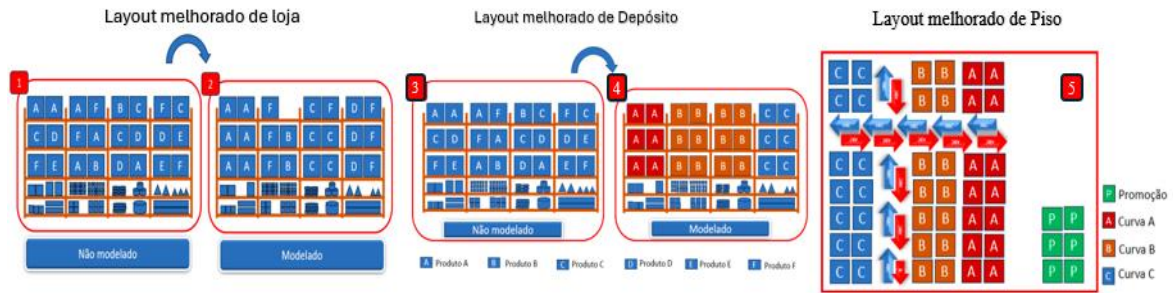 Layout melhorado de loja
1
A A A F B C F C
C D F A C D D E
F E A B D A E F
Não modelado
2
A A F C F D F
A A F B C C D F
A A F B C C D F
Modelado
Layout melhorado de Depósito
3
A A A F B C F C
C D F A C D D E
F E A B D A E F
Não modelado
4
A A B B B B C C
A A B B B B C C
A A B B B B C C
Modelado
A Produto A B Produto B C Produto C D Produto D E Produto E F Produto F
Layout melhorado de Piso
5
C C B B A A
C C B B A A
C C B B A A
C C B B A A
C C B B A A P P
C C B B A A P P
C C B B A A P P
P Promoção
A Curva A
B Curva B
C Curva C